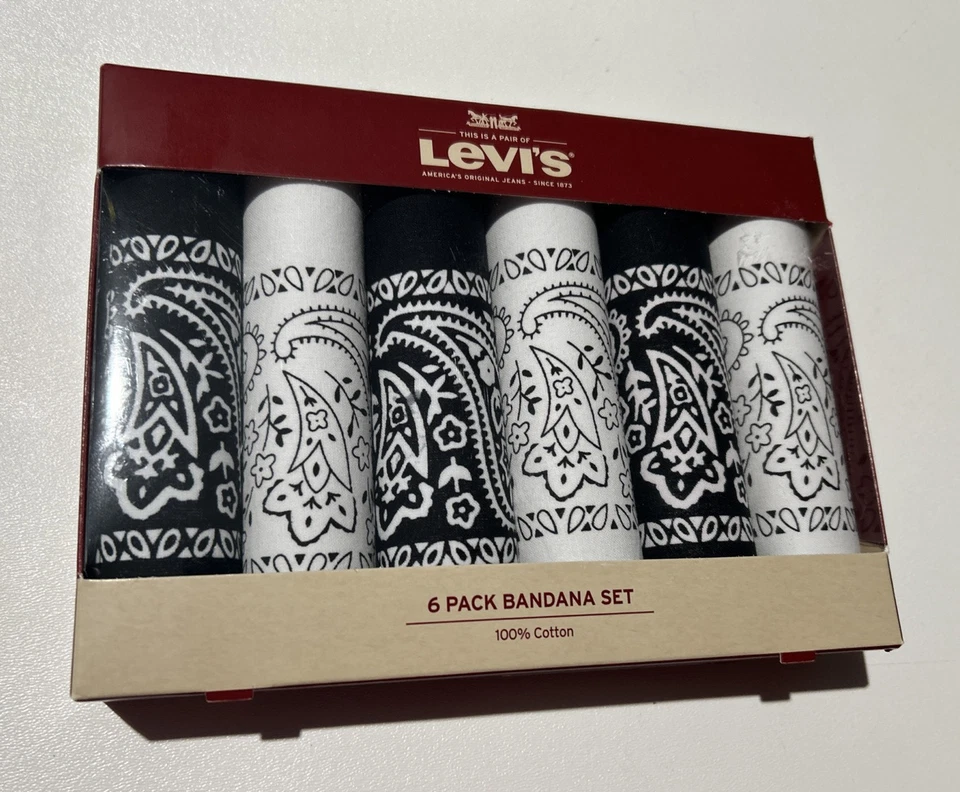 THIS IS A PAIR OF
LEVI'S®
AMERICA'S ORIGINAL JEANS - SINCE 1873
6 PACK BANDANA SET
100% Cotton